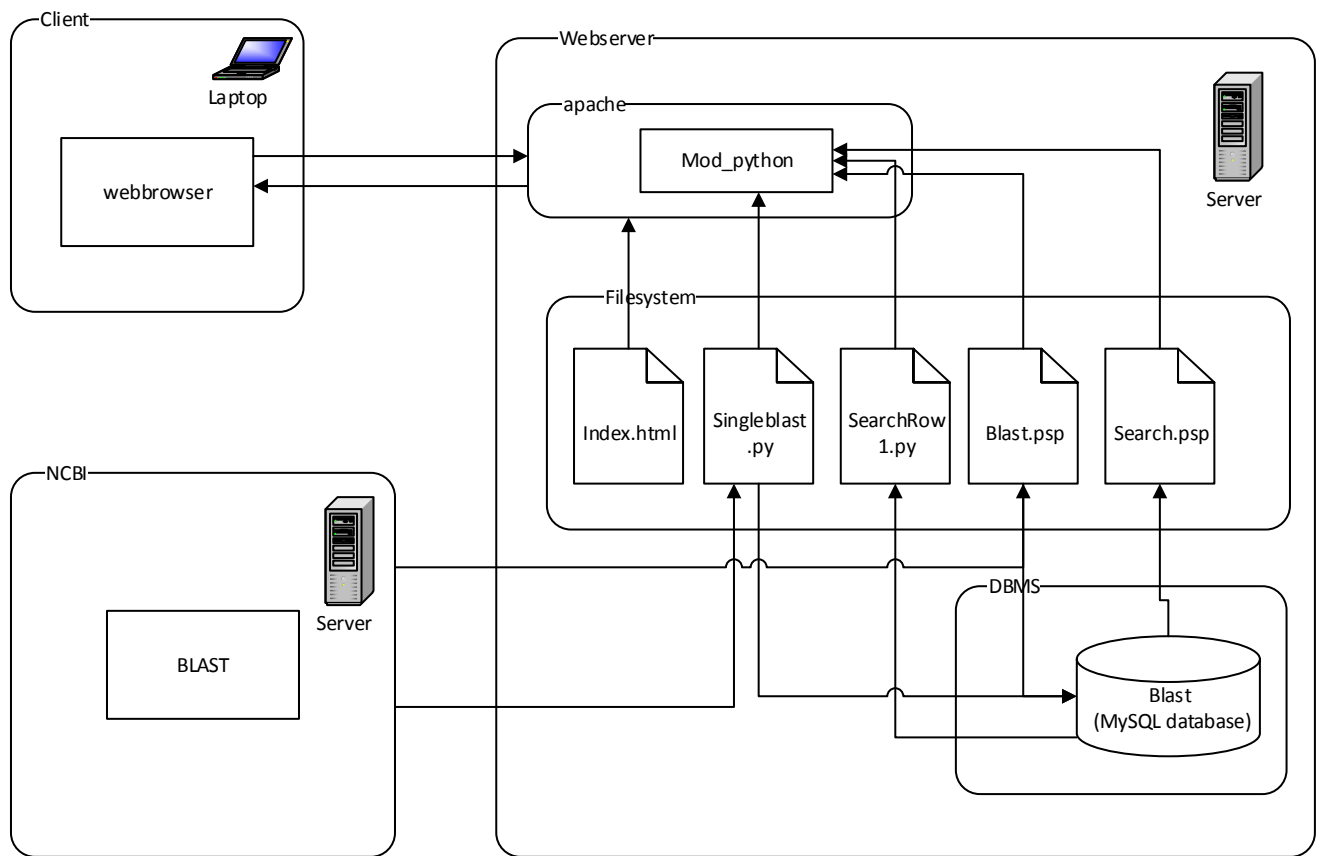 Client
Laptop
webbrowser
Webserver
apache
Mod_python
Server
Filesystem
Index.html
Singleblast
.py
SearchRow
1.py
Blast.psp
Search.psp
NCBI
Server
BLAST
DBMS
Blast
(MySQL database)